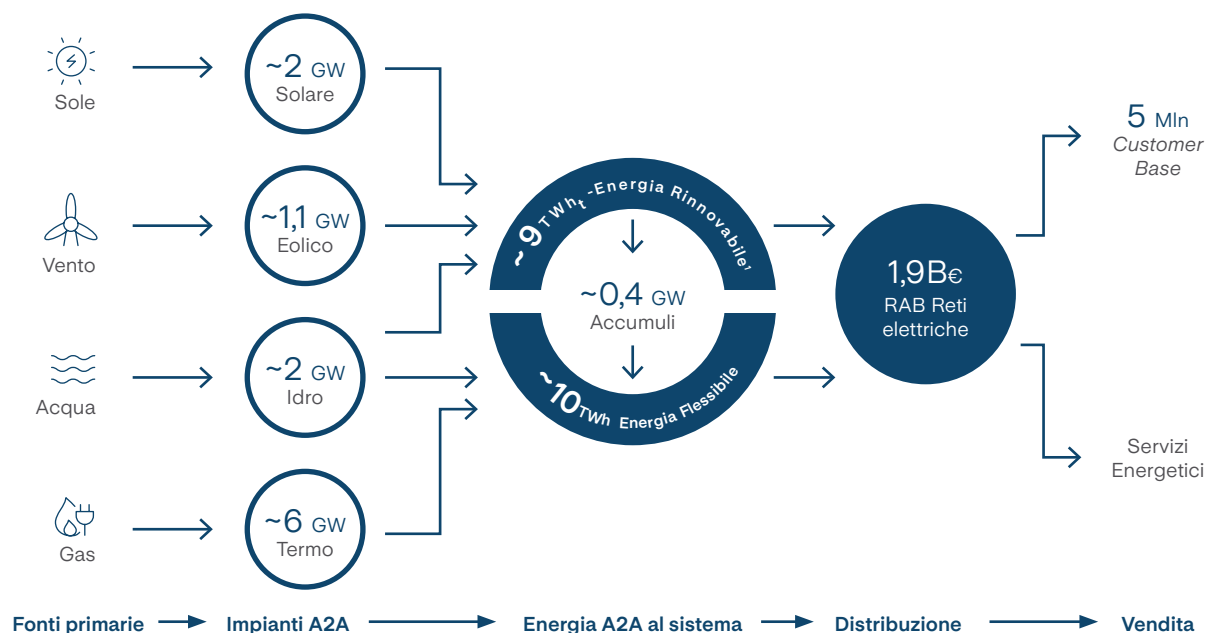 Sole
~2 GW
Solare
Vento
~1,1 GW
Eolico
Acqua
~2 GW
Idro
Gas
~6 GW
Termo
~9 TWht -Energia Rinnovabile¹
~0,4 GW
Accumuli
~10 TWh Energia Flessibile
1,9B€
RAB Reti
elettriche
5 Mln
Customer
Base
Servizi
Energetici
Fonti primarie
Impianti A2A
Energia A2A al sistema
Distribuzione
Vendita